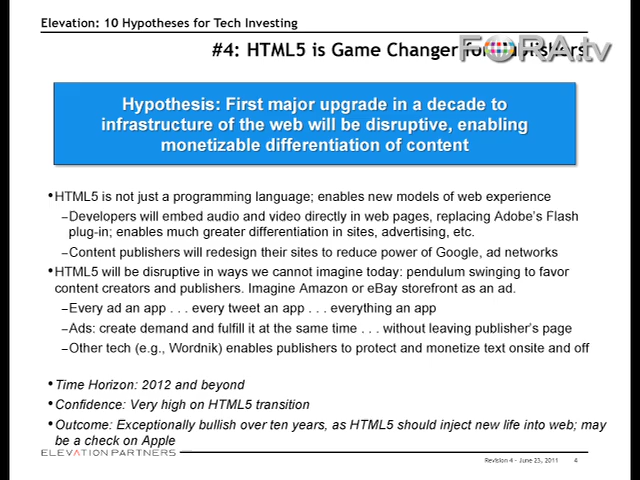 Elevation: 10 Hypotheses for Tech Investing
#4: HTML5 is Game Changer for Publishers
FORA.tv
Hypothesis: First major upgrade in a decade to
infrastructure of the web will be disruptive, enabling
monetizable differentiation of content
•HTML5 is not just a programming language; enables new models of web experience
–Developers will embed audio and video directly in web pages, replacing Adobe's Flash
plug-in; enables much greater differentiation in sites, advertising, etc.
–Content publishers will redesign their sites to reduce power of Google, ad networks
•HTML5 will be disruptive in ways we cannot imagine today: pendulum swinging to favor
content creators and publishers. Imagine Amazon or eBay storefront as an ad.
–Every ad an app . . . every tweet an app . . . everything an app
–Ads: create demand and fulfill it at the same time . . . without leaving publisher's page
–Other tech (e.g., Wordnik) enables publishers to protect and monetize text onsite and off
•Time Horizon: 2012 and beyond
•Confidence: Very high on HTML5 transition
•Outcome: Exceptionally bullish over ten years, as HTML5 should inject new life into web; may
be a check on Apple
ELEVATION PARTNERS
Revision 4 – June 23, 2011 4